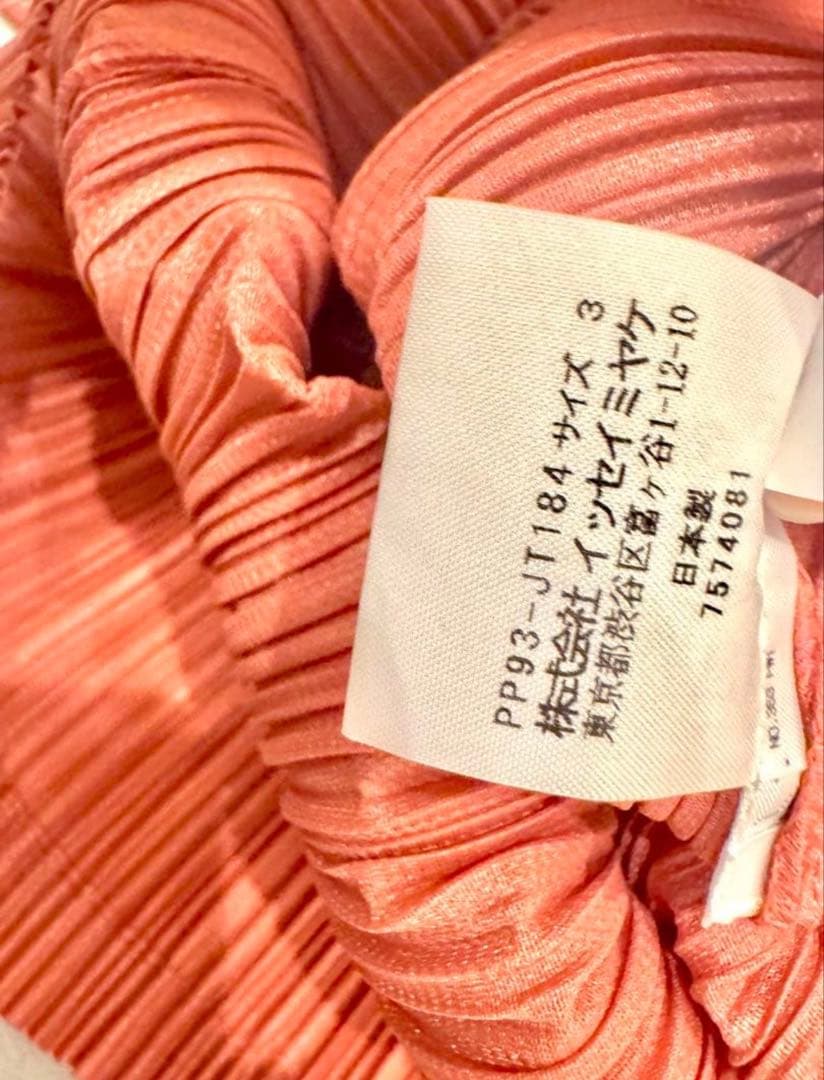 PP93-JT184 サイズ 3
株式会社 イッセイミヤケ
東京都渋谷区富ヶ谷1-12-10
日本製
7574081
NO.